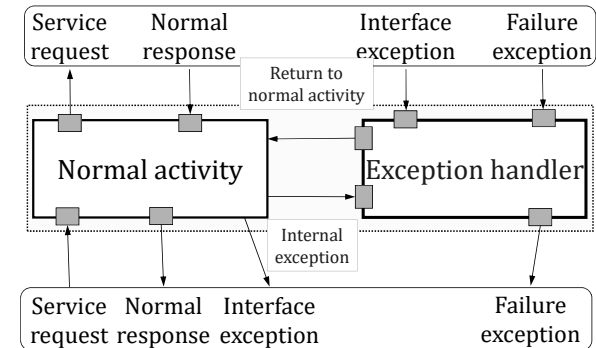 Service Normal Interface Failure
request response exception exception
Return to
normal activity
Normal activity Exception handler
Internal
exception
Service Normal Interface Failure
request response exception exception